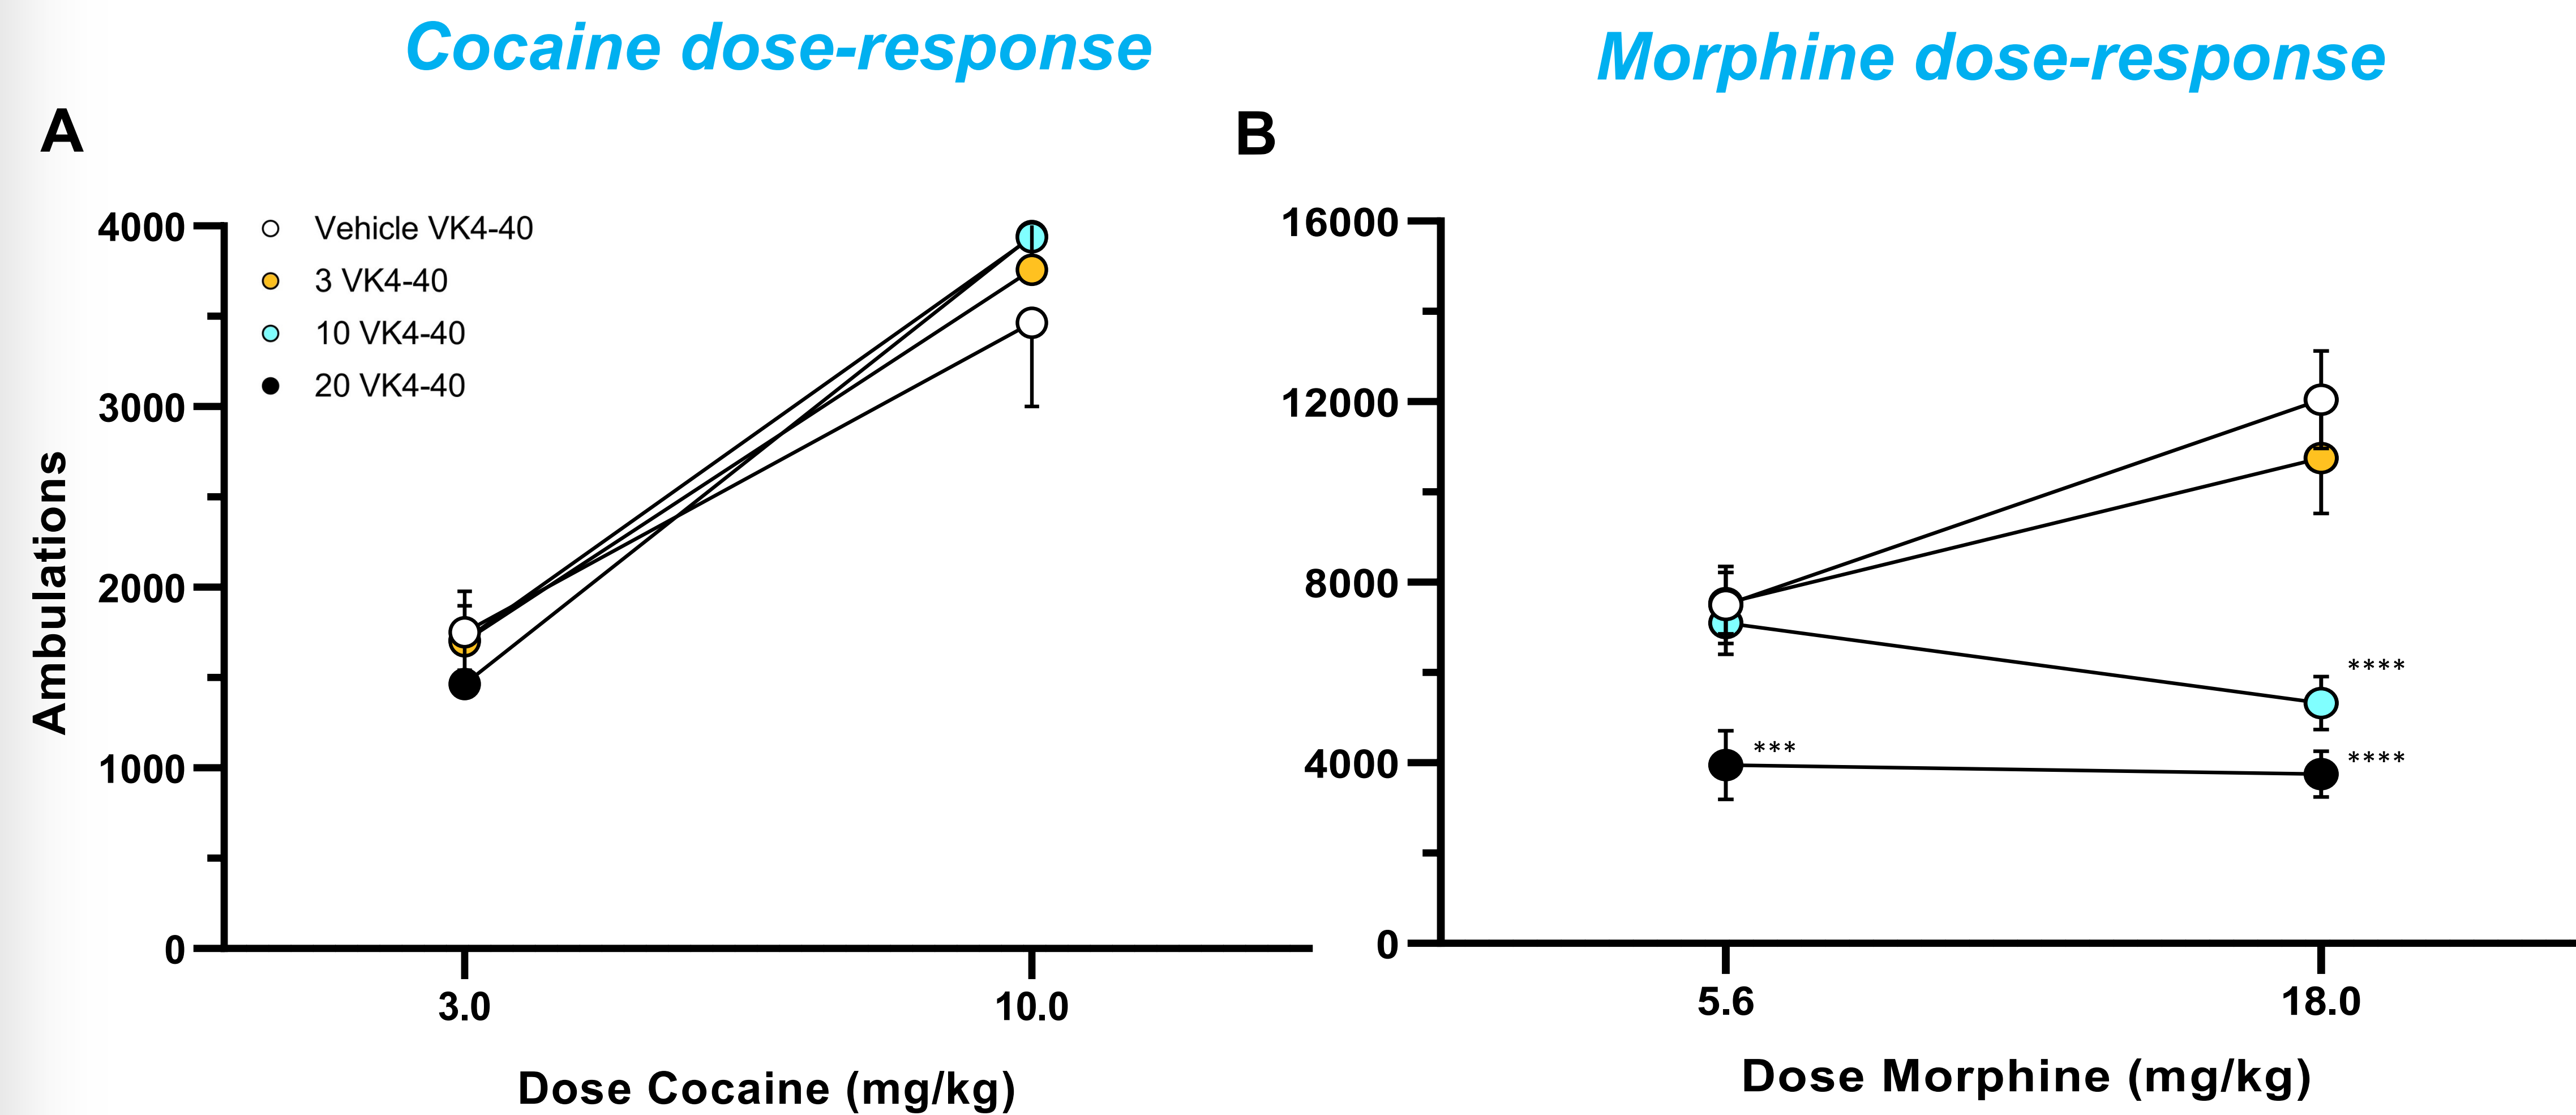 Cocaine dose-response
Morphine dose-response
A
B
4000
3000
2000
1000
0
Ambulations
Vehicle VK4-40
3 VK4-40
10 VK4-40
20 VK4-40
3.0
10.0
Dose Cocaine (mg/kg)
16000
12000
8000
4000
0
****
***
****
5.6
18.0
Dose Morphine (mg/kg)